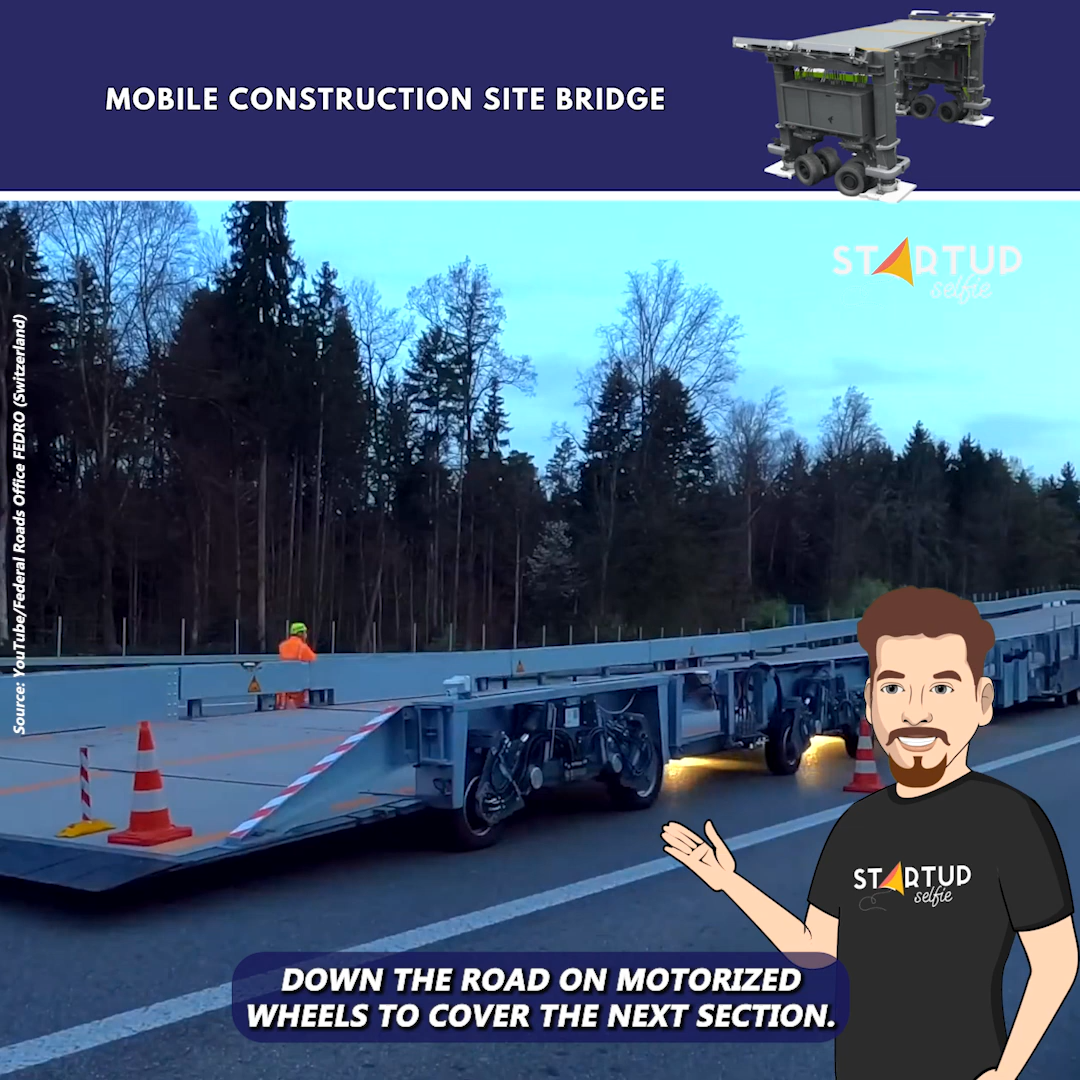 MOBILE CONSTRUCTION SITE BRIDGE
STARTUP
selfie
Source: YouTube/Federal Roads Office FEDRO (Switzerland)
STARTUP
selfie
DOWN THE ROAD ON MOTORIZED
WHEELS TO COVER THE NEXT SECTION.